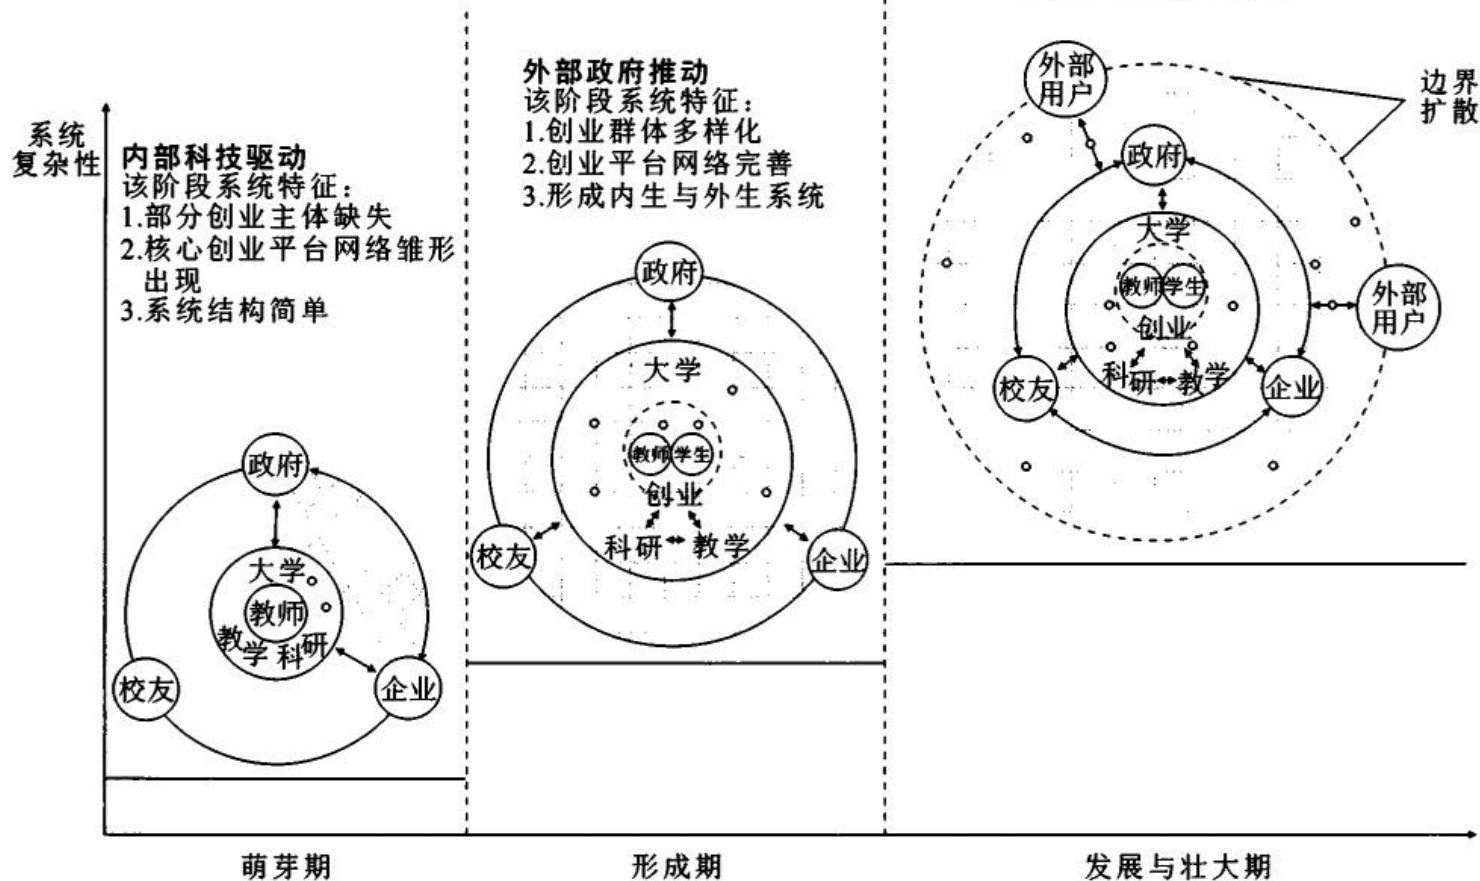 系统
复杂性
内部科技驱动
该阶段系统特征：
1.部分创业主体缺失
2.核心创业平台网络雏形
出现
3.系统结构简单
政府
大学
教师
教学科研
校友
企业
外部政府推动
该阶段系统特征：
1.创业群体多样化
2.创业平台网络完善
3.形成内生与外生系统
政府
大学
教师 学生
创业
科研 教学
校友
企业
外部
用户
边界
扩散
政府
大学
教师 学生
创业
科研 教学
外部
用户
校友
企业
萌芽期
形成期
发展与壮大期